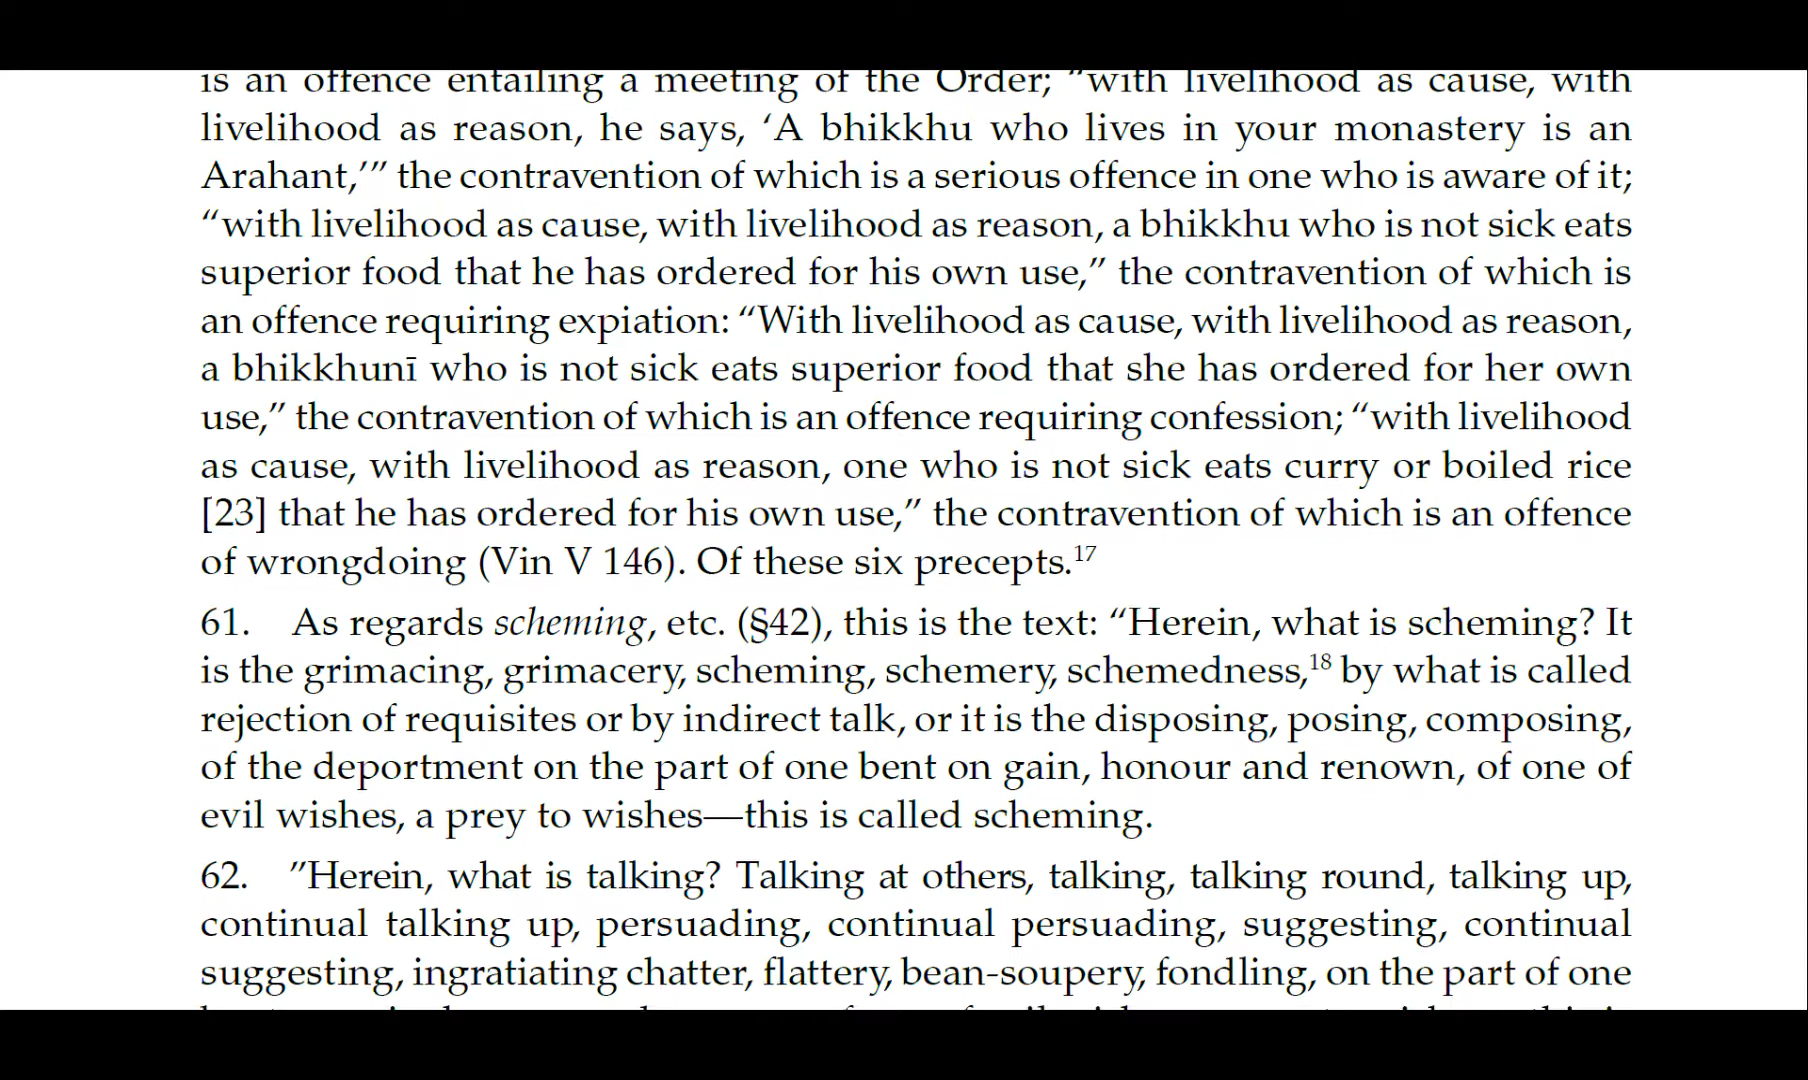 is an offence entailing a meeting of the Order; “with livelihood as cause, with
livelihood as reason, he says, ‘A bhikkhu who lives in your monastery is an
Arahant,’” the contravention of which is a serious offence in one who is aware of it;
“with livelihood as cause, with livelihood as reason, a bhikkhu who is not sick eats
superior food that he has ordered for his own use,” the contravention of which is
an offence requiring expiation: “With livelihood as cause, with livelihood as reason,
a bhikkhunī who is not sick eats superior food that she has ordered for her own
use,” the contravention of which is an offence requiring confession; “with livelihood
as cause, with livelihood as reason, one who is not sick eats curry or boiled rice
[23] that he has ordered for his own use,” the contravention of which is an offence
of wrongdoing (Vin V 146). Of these six precepts.17
61. As regards scheming, etc. (§42), this is the text: “Herein, what is scheming? It
is the grimacing, grimacery, scheming, schemery, schemedness,18 by what is called
rejection of requisites or by indirect talk, or it is the disposing, posing, composing,
of the deportment on the part of one bent on gain, honour and renown, of one of
evil wishes, a prey to wishes—this is called scheming.
62. ”Herein, what is talking? Talking at others, talking, talking round, talking up,
continual talking up, persuading, continual persuading, suggesting, continual
suggesting, ingratiating chatter, flattery, bean-soupery, fondling, on the part of one